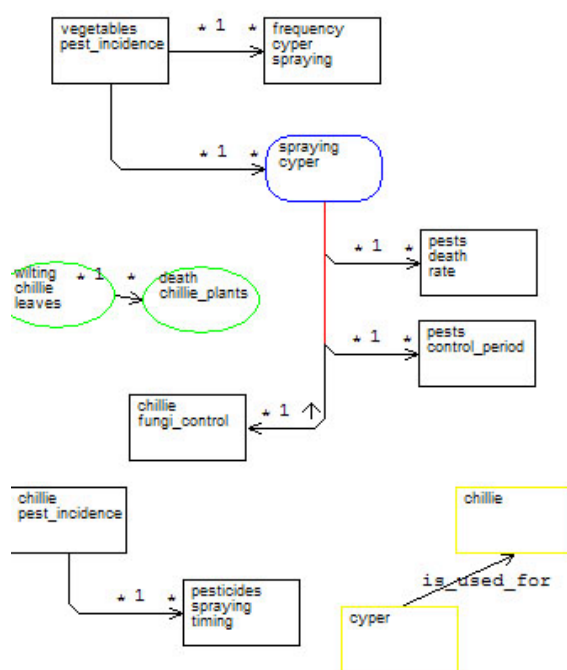 vegetables
pest_incidence
* 1 *
frequency
cyper
spraying
* 1 *
spraying
cyper
wilting
chillie
leaves
* 1 *
death
chillie_plants
* 1 *
pests
death
rate
* 1 *
pests
control_period
chillie
fungi_control
* 1 ↑
chillie
pest_incidence
* 1 *
pesticides
spraying
timing
chillie
is_used_for
cyper